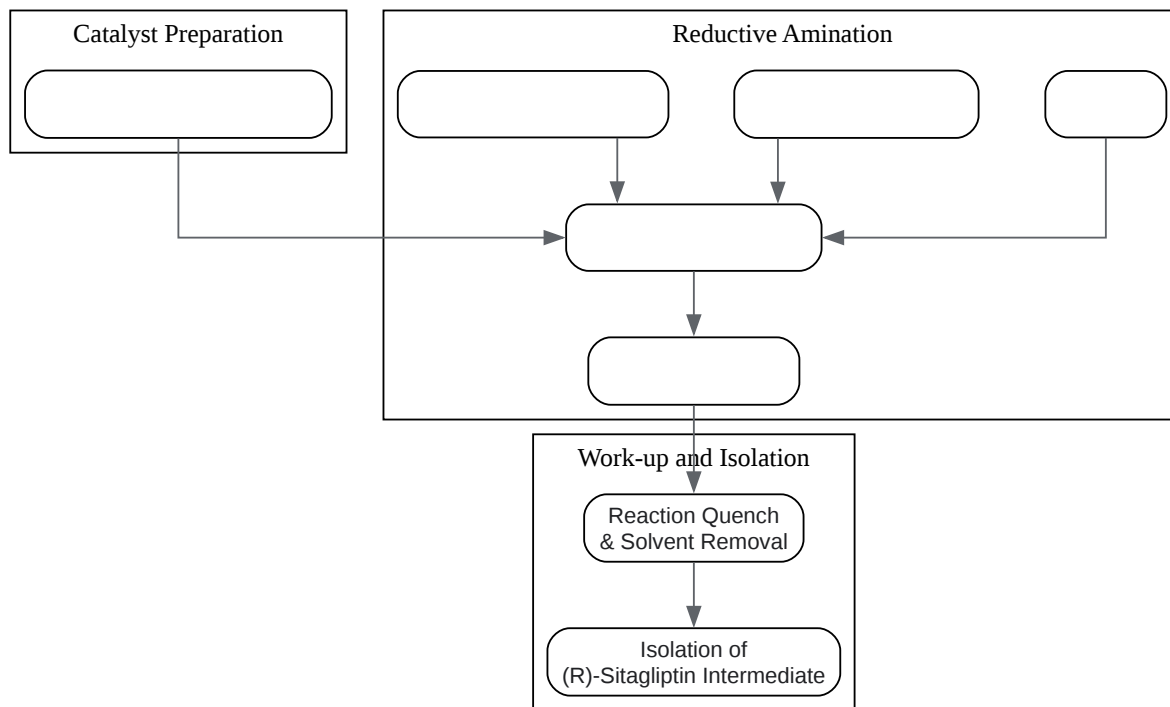 Catalyst Preparation
Reductive Amination
Work-up and Isolation
Reaction Quench
& Solvent Removal
Isolation of
(R)-Sitagliptin Intermediate